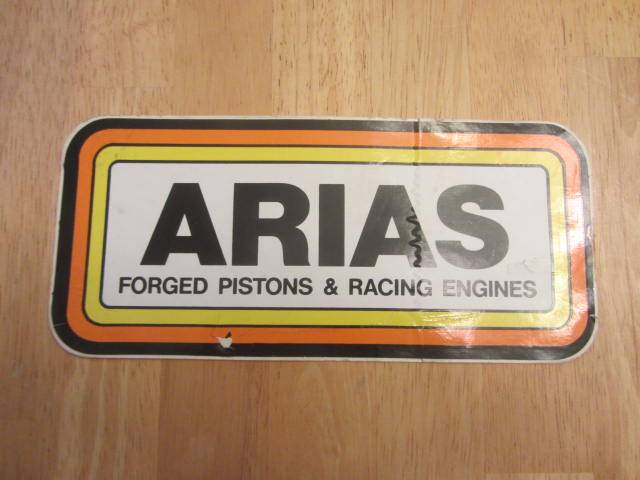 ARIAS
FORGED PISTONS & RACING ENGINES